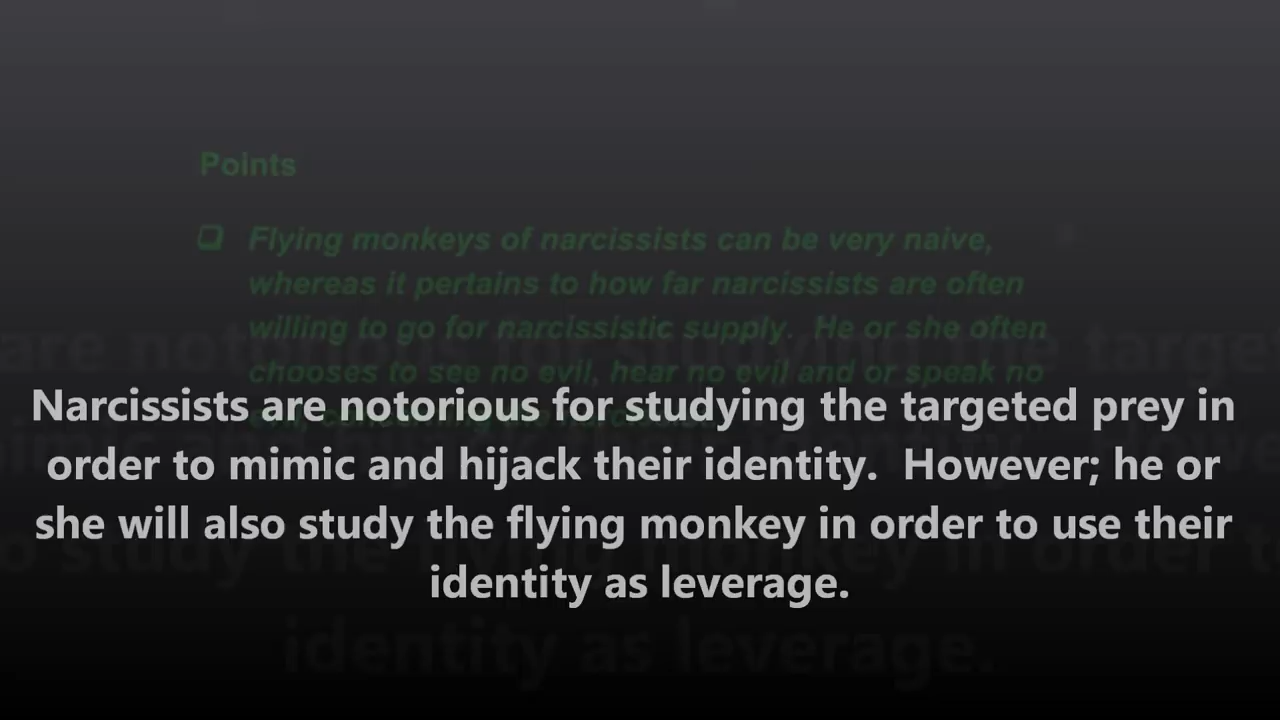 Points
❑ Flying monkeys of narcissists can be very naive,
whereas it pertains to how far narcissists are often
willing to go for narcissistic supply.  He or she often
chooses to see no evil, hear no evil and or speak no
Narcissists are notorious for studying the targeted prey in
order to mimic and hijack their identity.  However; he or
she will also study the flying monkey in order to use their
identity as leverage.